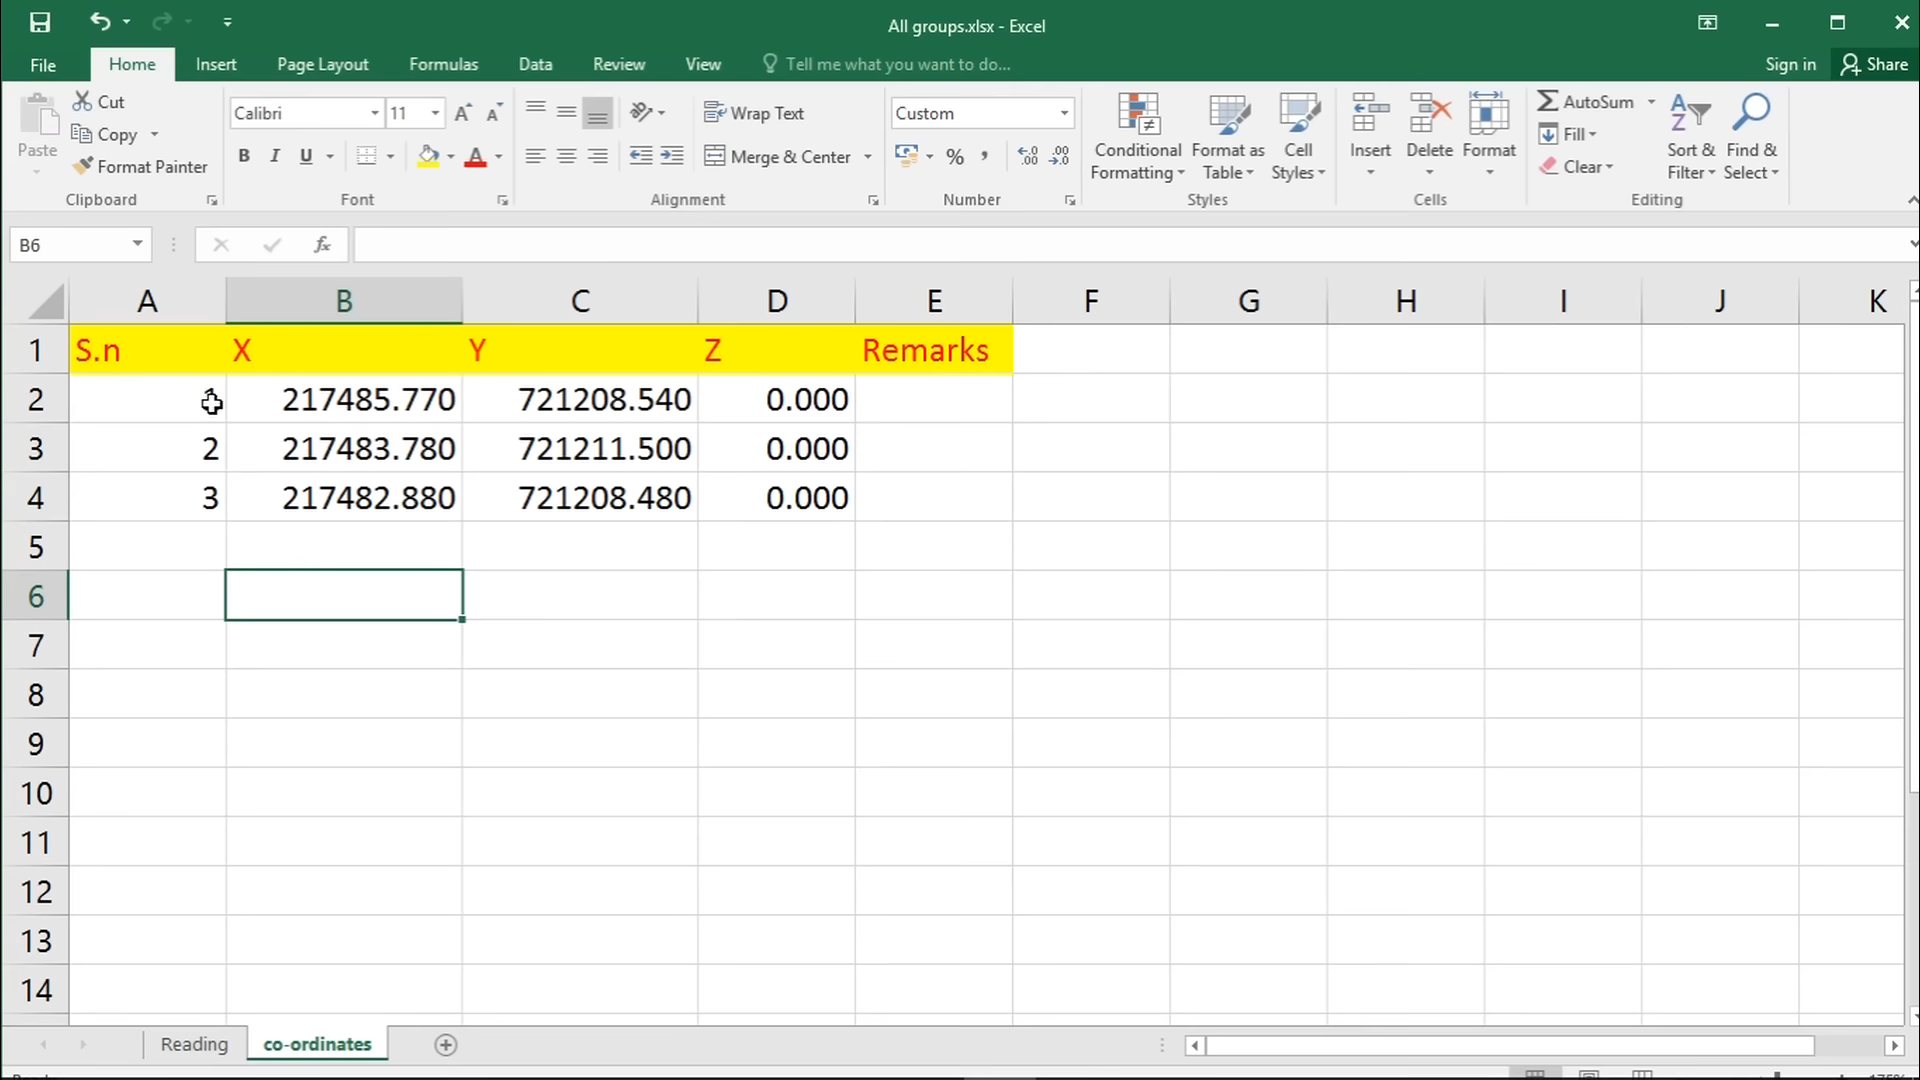 All groups.xlsx - Excel
File Home Insert Page Layout Formulas Data Review View Tell me what you want to do... Sign in Share
Paste Cut Copy Format Painter Clipboard
Calibri 11 B I U A Font
Wrap Text Merge & Center Alignment
Custom % , Number
Conditional Formatting Format as Table Cell Styles Styles
Insert Delete Format Cells
AutoSum Fill Clear Sort & Filter Find & Select Editing
B6 fx
A B C D E F G H I J K
1 S.n X Y Z Remarks
2 217485.770 721208.540 0.000
3 2 217483.780 721211.500 0.000
4 3 217482.880 721208.480 0.000
5
6
7
8
9
10
11
12
13
14
Reading co-ordinates